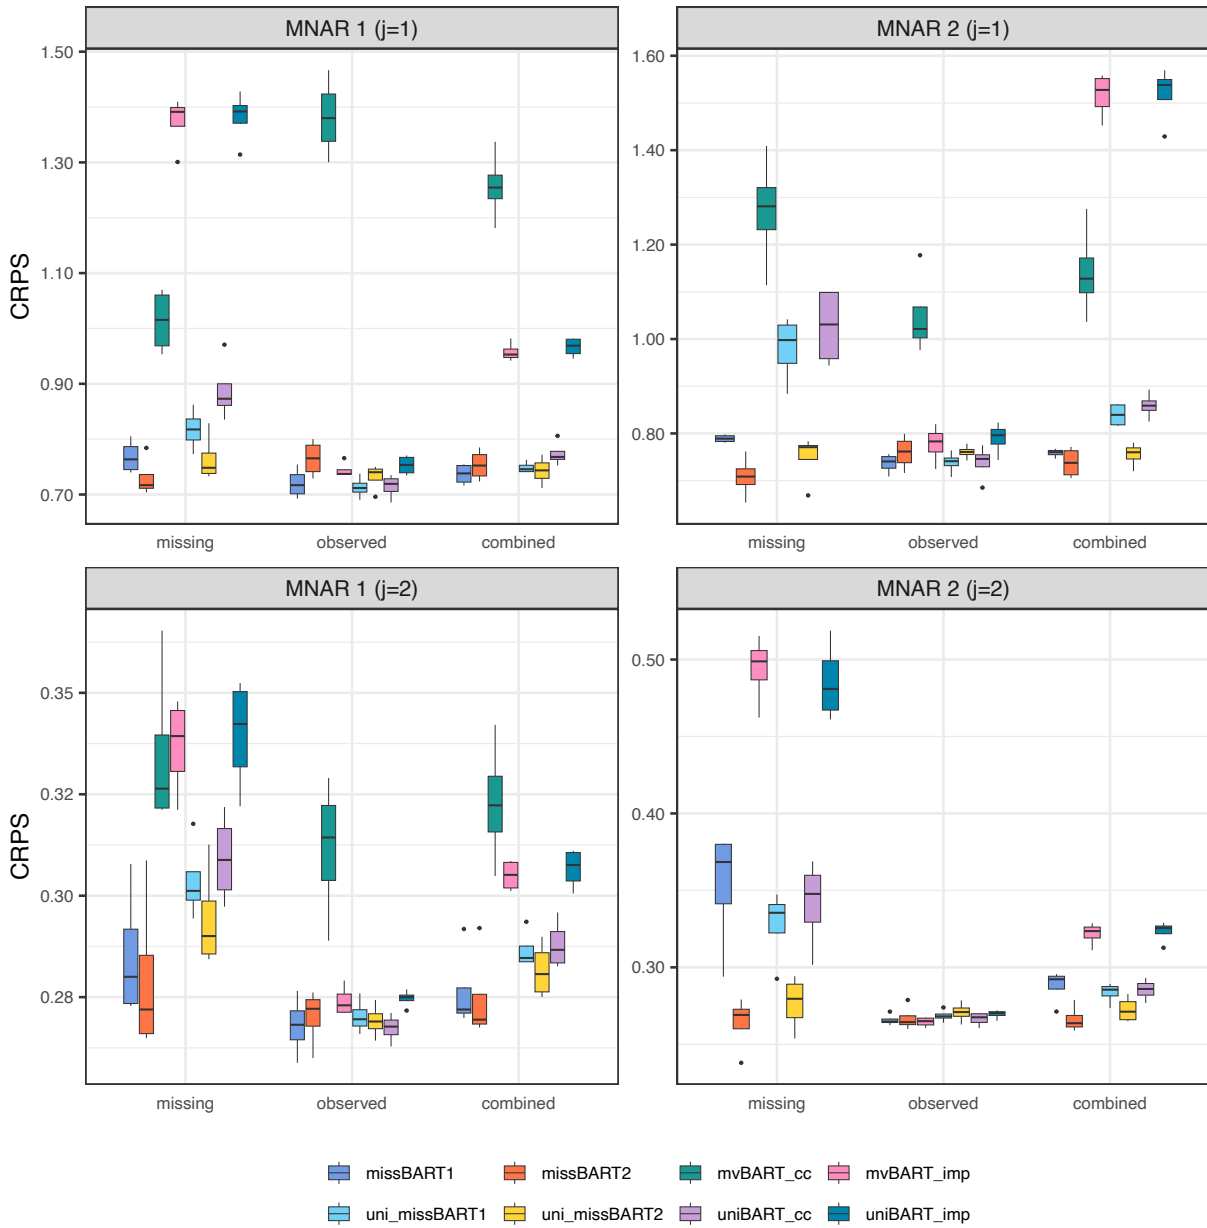 MNAR 1 (j=1)
MNAR 2 (j=1)
1.50
1.30
1.10
0.90
0.70
CRPS
1.60
1.40
1.20
1.00
0.80
missing observed combined
missing observed combined
MNAR 1 (j=2)
MNAR 2 (j=2)
0.35
0.32
0.30
0.28
CRPS
0.50
0.40
0.30
missing observed combined
missing observed combined
missBART1 missBART2 mvBART_cc mvBART_imp
uni_missBART1 uni_missBART2 uniBART_cc uniBART_imp